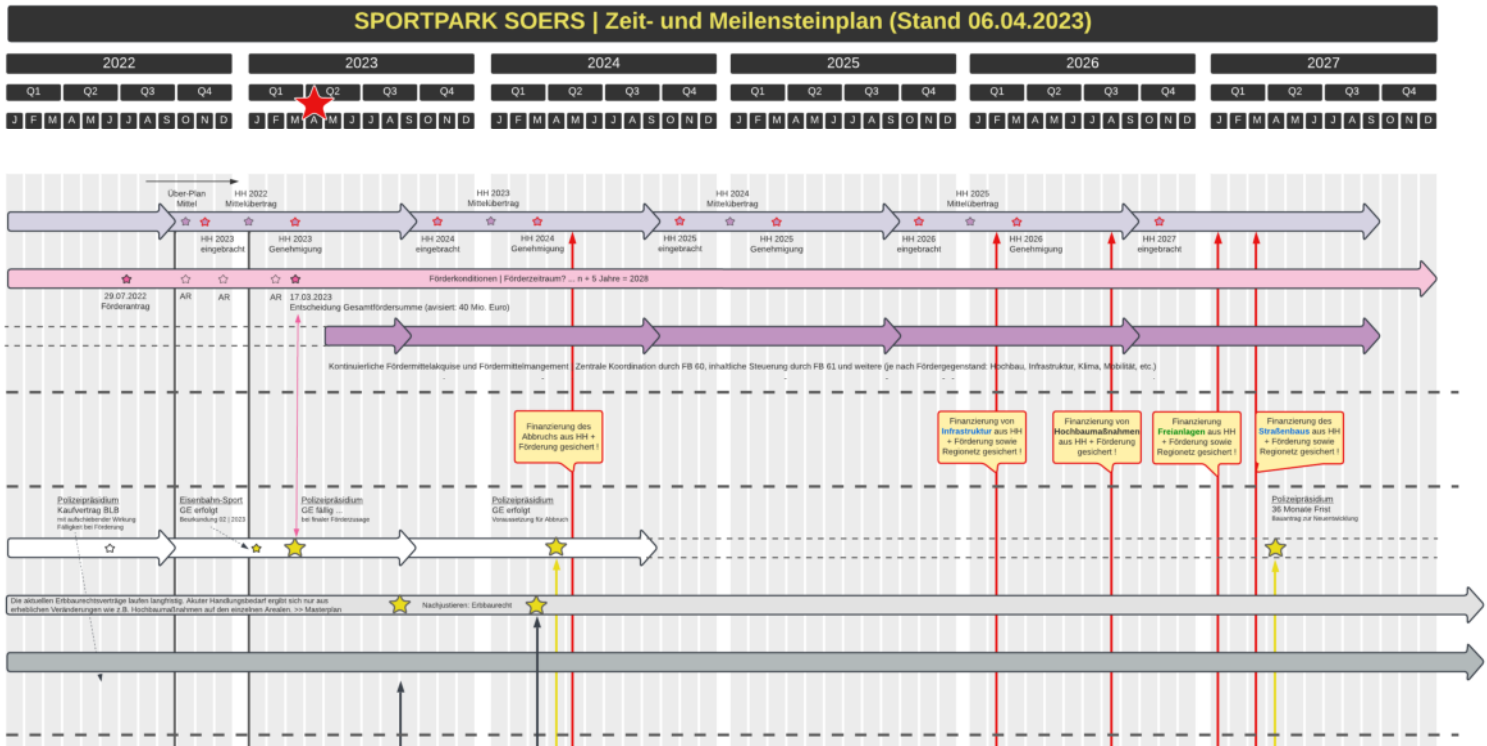 SPORTPARK SOERS | Zeit- und Meilensteinplan (Stand 06.04.2023)
2022 2023 2024 2025 2026 2027
Q1 Q2 Q3 Q4 Q1 Q2 Q3 Q4 Q1 Q2 Q3 Q4 Q1 Q2 Q3 Q4 Q1 Q2 Q3 Q4 Q1 Q2 Q3 Q4
J F M A M J J A S O N D J F M A M J J A S O N D J F M A M J J A S O N D J F M A M J J A S O N D J F M A M J J A S O N D J F M A M J J A S O N D
Über-Plan
Mittel
HH 2022
Mittelübertrag
HH 2023
Mittelübertrag
HH 2024
Mittelübertrag
HH 2025
Mittelübertrag
HH 2023
eingebracht
HH 2023
Genehmigung
HH 2024
eingebracht
HH 2024
Genehmigung
HH 2025
eingebracht
HH 2025
Genehmigung
HH 2026
eingebracht
HH 2026
Genehmigung
HH 2027
eingebracht
Förderkonditionen | Förderzeitraum? ... n + 5 Jahre = 2028
29.07.2022
Förderantrag
AR
AR
AR
17.03.2023
Entscheidung Gesamtfördersumme (avisiert: 40 Mio. Euro)
Kontinuierliche Fördermittelakquise und Fördermittelmangement Zentrale Koordination durch FB 60, inhaltliche Steuerung durch FB 61 und weitere (je nach Fördergegenstand: Hochbau, Infrastruktur, Klima, Mobilität, etc.)
Finanzierung des
Abbruchs aus HH +
Förderung gesichert !
Finanzierung von
Infrastruktur aus HH
+ Förderung sowie
Regionetz gesichert !
Finanzierung von
Hochbaumaßnahmen
aus HH + Förderung
gesichert !
Finanzierung
Freianlagen aus HH
+ Förderung sowie
Regionetz gesichert !
Finanzierung des
Straßenbaus aus HH
+ Förderung sowie
Regionetz gesichert !
Polizeipräsidium
Kaufvertrag BLB
mit aufschiebender Wirkung
Fälligkeit bei Förderung
Eisenbahn-Sport
GE erfolgt
Beurkundung 02 | 2023
Polizeipräsidium
GE fällig ...
bei finaler Förderzusage
Polizeipräsidium
GE erfolgt
Voraussetzung für Abbruch
Polizeipräsidium
36 Monate Frist
Bauantrag zur Neuentwicklung
Die aktuellen Erbbaurechtsverträge laufen langfristig. Akuter Handlungsbedarf ergibt sich nur aus
erheblichen Veränderungen wie z.B. Hochbaumaßnahmen auf den einzelnen Arealen. >> Masterplan
Nachjustieren: Erbbaurecht